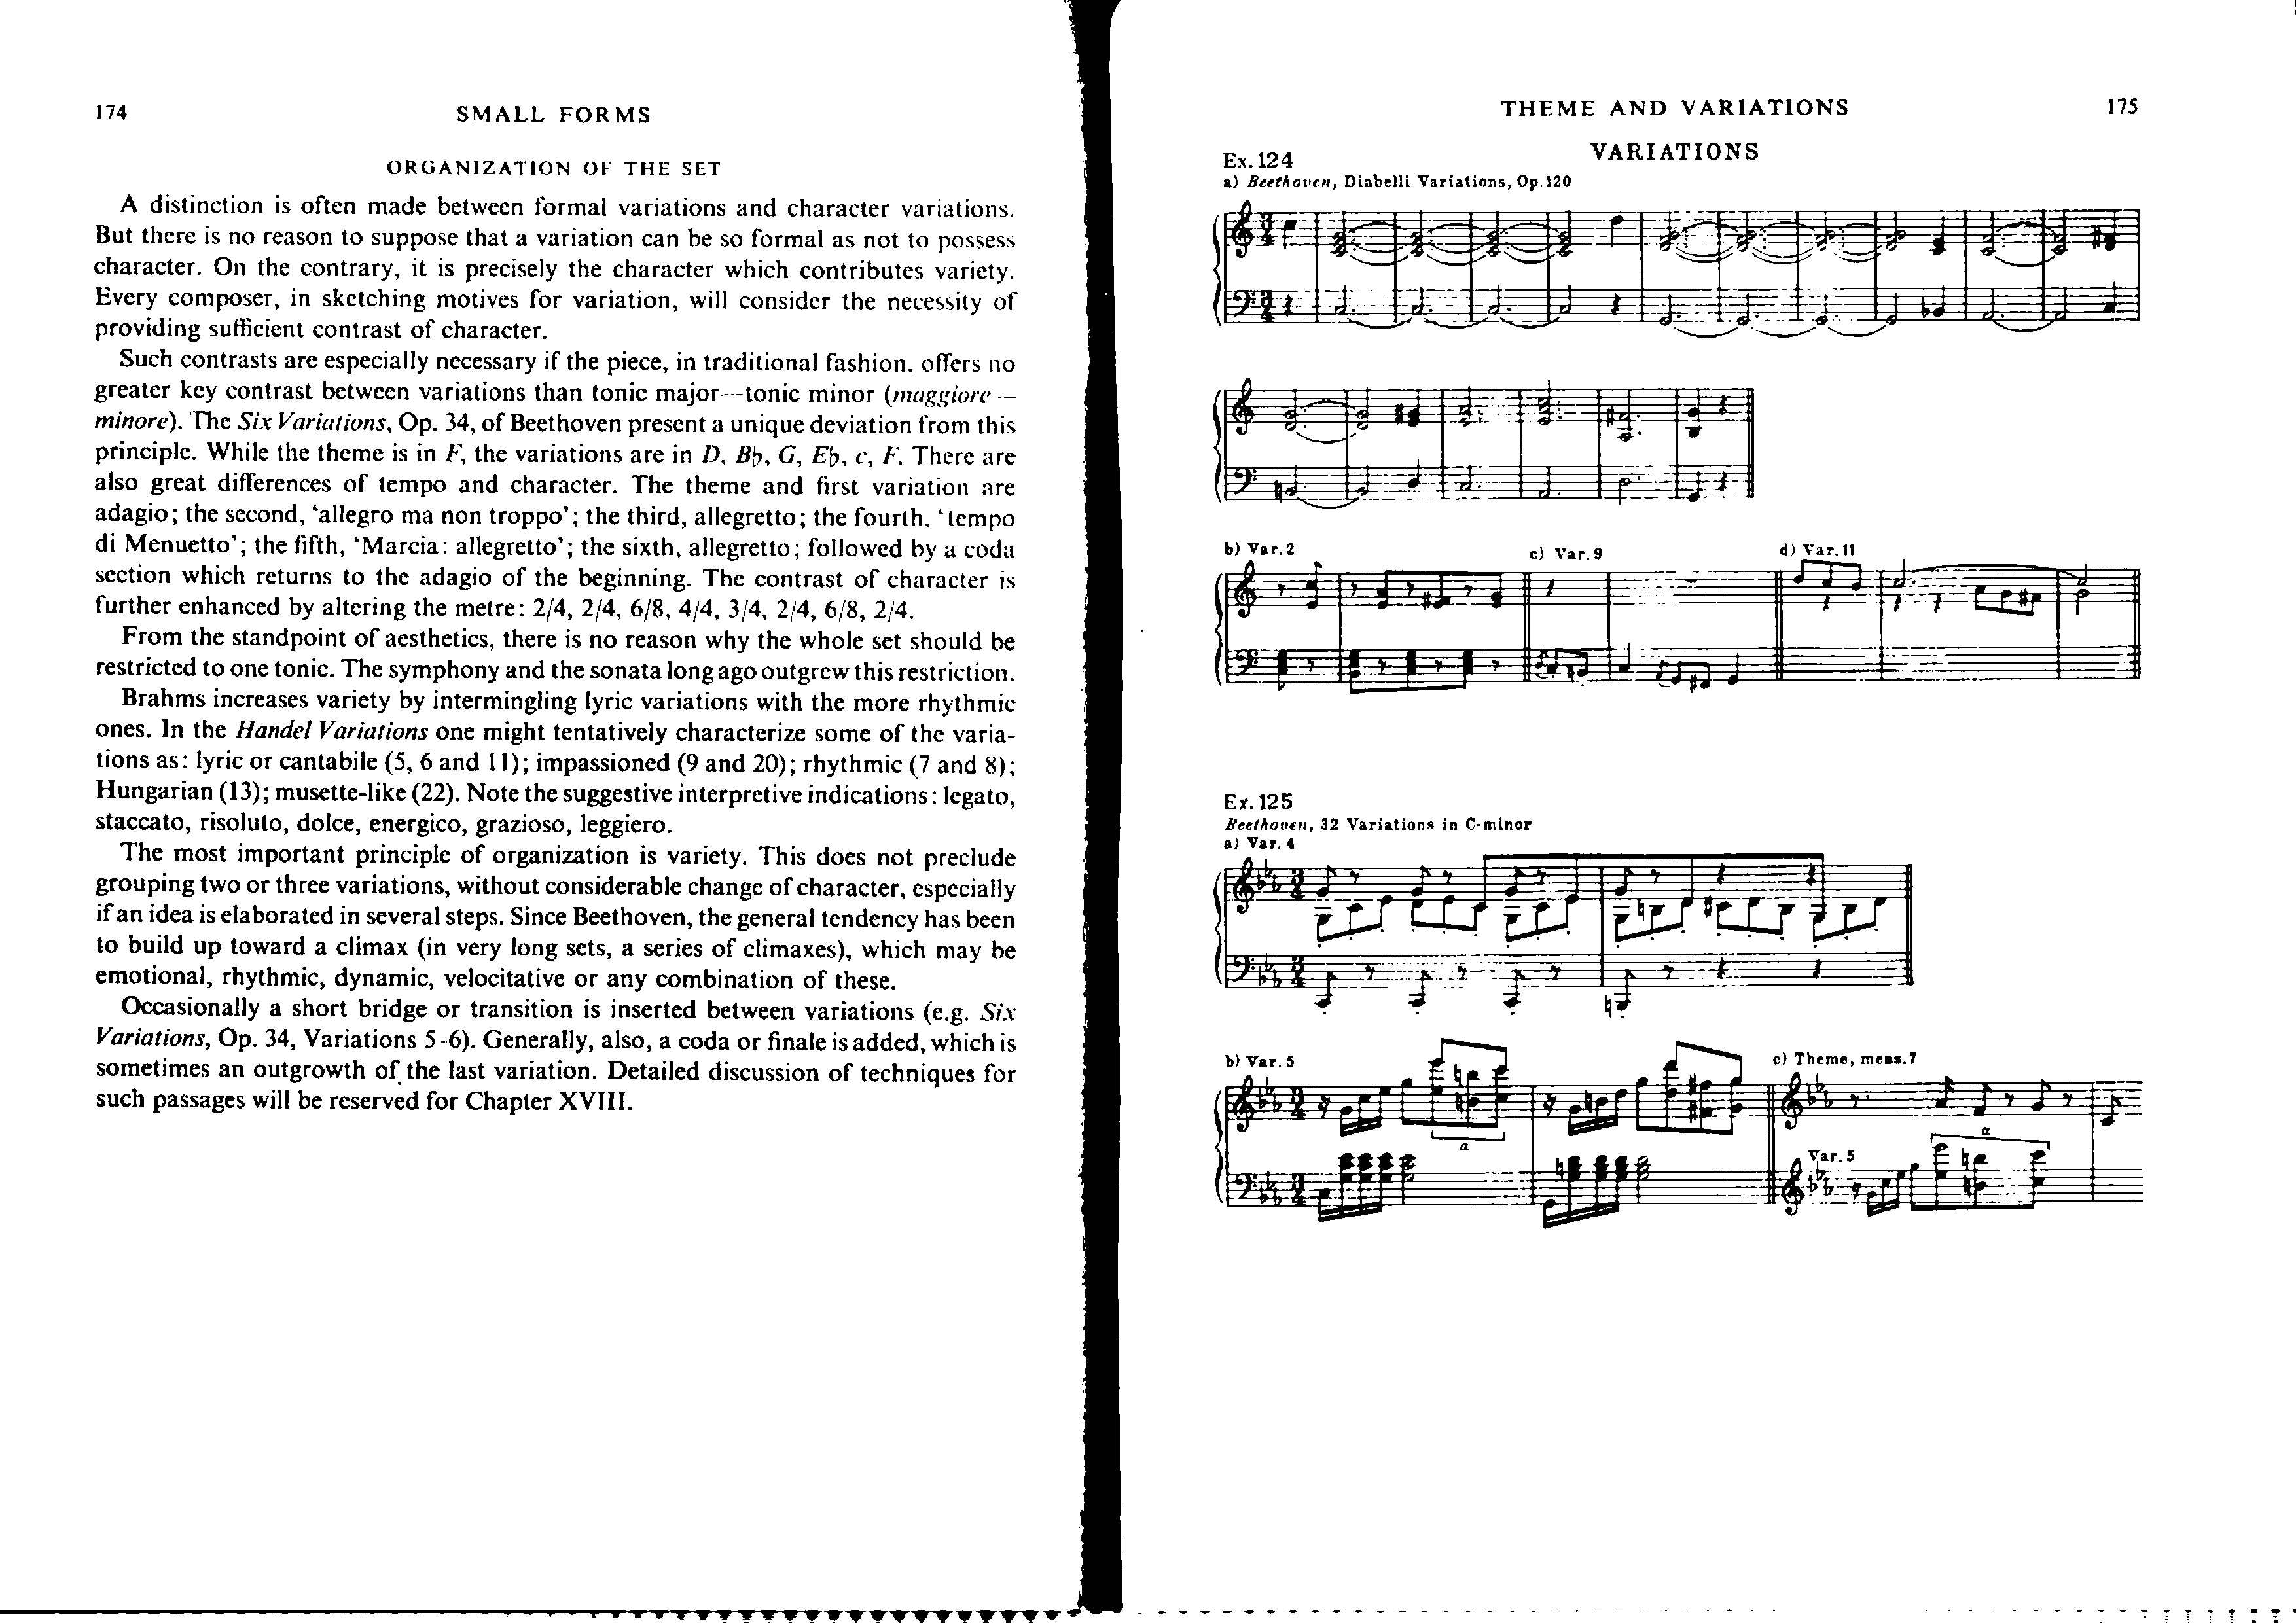 174
SMALL FORMS
ORGANIZATION OF THE SET
A distinction is often made between formal variations and character variations.
But there is no reason to suppose that a variation can be so formal as not to possess
character. On the contrary, it is precisely the character which contributes variety.
Every composer, in sketching motives for variation, will consider the necessity of
providing sufficient contrast of character.
Such contrasts are especially necessary if the piece, in traditional fashion, offers no
greater key contrast between variations than tonic major—tonic minor (maggiore—
minore). The Six Variations, Op. 34, of Beethoven present a unique deviation from this
principle. While the theme is in F, the variations are in D, B♭, G, E♭, c, F. There are
also great differences of tempo and character. The theme and first variation are
adagio; the second, 'allegro ma non troppo'; the third, allegretto; the fourth, 'tempo
di Menuetto'; the fifth, 'Marcia: allegretto'; the sixth, allegretto; followed by a coda
section which returns to the adagio of the beginning. The contrast of character is
further enhanced by altering the metre: 2/4, 2/4, 6/8, 4/4, 3/4, 2/4, 6/8, 2/4.
From the standpoint of aesthetics, there is no reason why the whole set should be
restricted to one tonic. The symphony and the sonata long ago outgrew this restriction.
Brahms increases variety by intermingling lyric variations with the more rhythmic
ones. In the Handel Variations one might tentatively characterize some of the varia-
tions as: lyric or cantabile (5, 6 and 11); impassioned (9 and 20); rhythmic (7 and 8);
Hungarian (13); musette-like (22). Note the suggestive interpretive indications: legato,
staccato, risoluto, dolce, energico, grazioso, leggiero.
The most important principle of organization is variety. This does not preclude
grouping two or three variations, without considerable change of character, especially
if an idea is elaborated in several steps. Since Beethoven, the general tendency has been
to build up toward a climax (in very long sets, a series of climaxes), which may be
emotional, rhythmic, dynamic, velocitative or any combination of these.
Occasionally a short bridge or transition is inserted between variations (e.g. Six
Variations, Op. 34, Variations 5-6). Generally, also, a coda or finale is added, which is
sometimes an outgrowth of the last variation. Detailed discussion of techniques for
such passages will be reserved for Chapter XVIII.
THEME AND VARIATIONS
175
VARIATIONS
Ex. 124
a) Beethoven, Diabelli Variations, Op. 120
b) Var. 2
c) Var. 9
d) Var. 11
Ex. 125
Beethoven, 32 Variations in C-minor
a) Var. 4
b) Var. 5
c) Theme, meas. 7
a
a
Var. 5